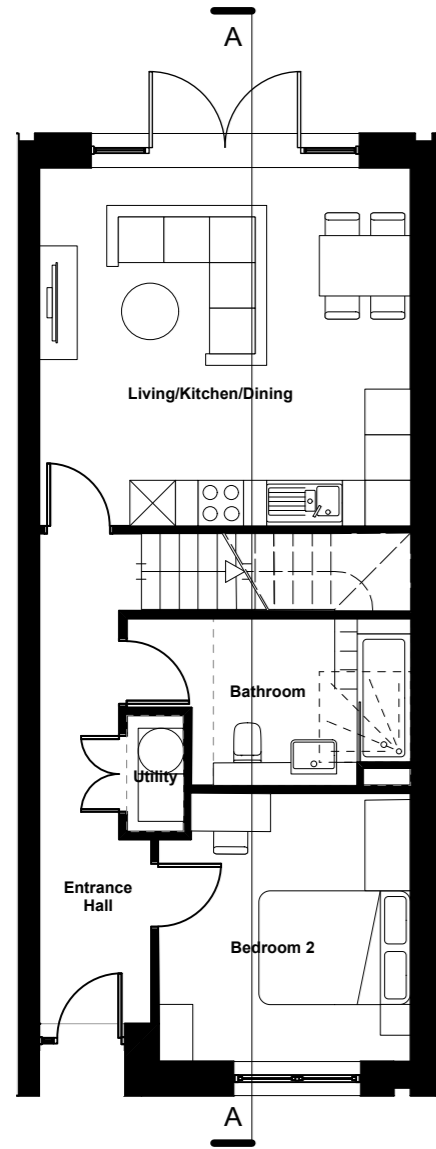 A
Living/Kitchen/Dining
Bathroom
Utility
Entrance
Hall
Bedroom 2
A